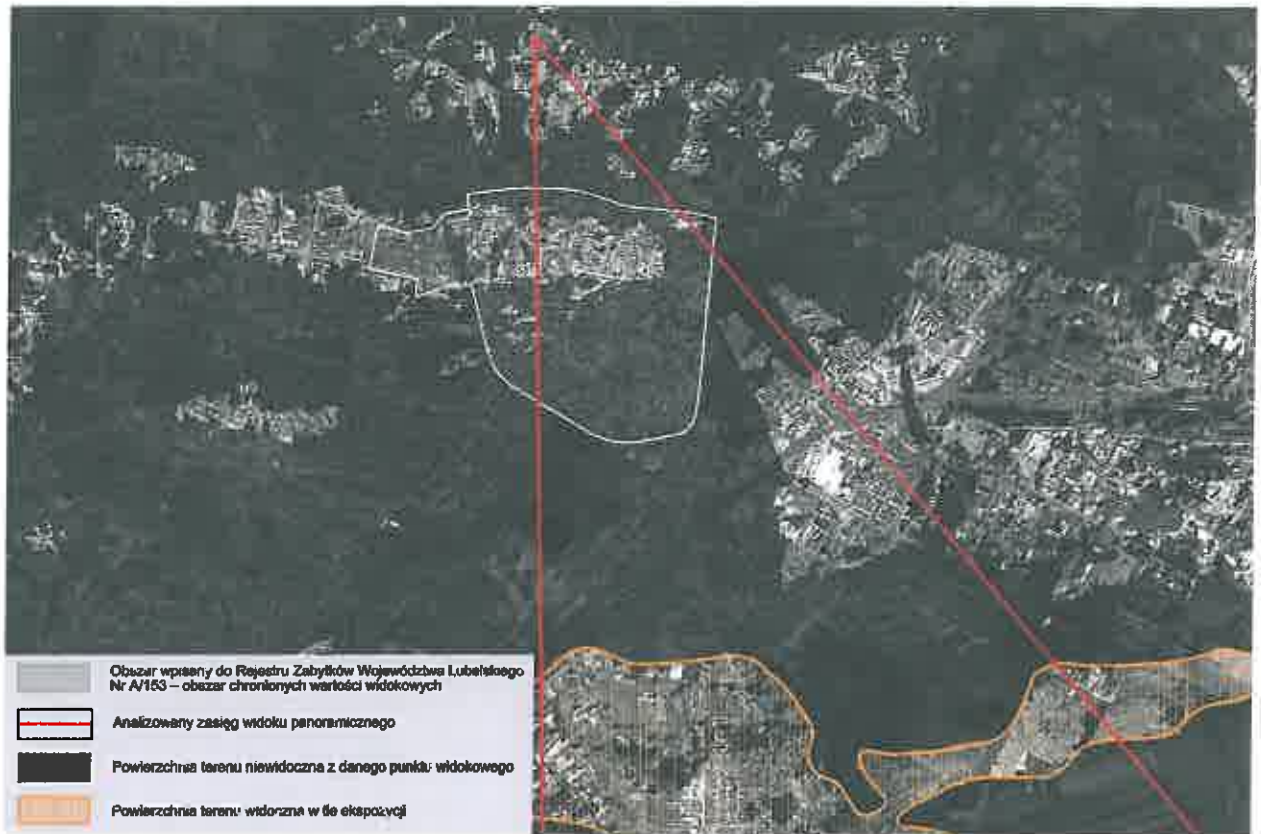 Obszar wpisany do Rejestru Zabytków Województwa Lubelskiego
Nr A/153 – obszar chronionych wartości widokowych
Analizowany zasięg widoku panoramicznego
Powierzchnia terenu niewidoczna z danego punktu widokowego
Powierzchnia terenu widoczna w tle ekspozycji